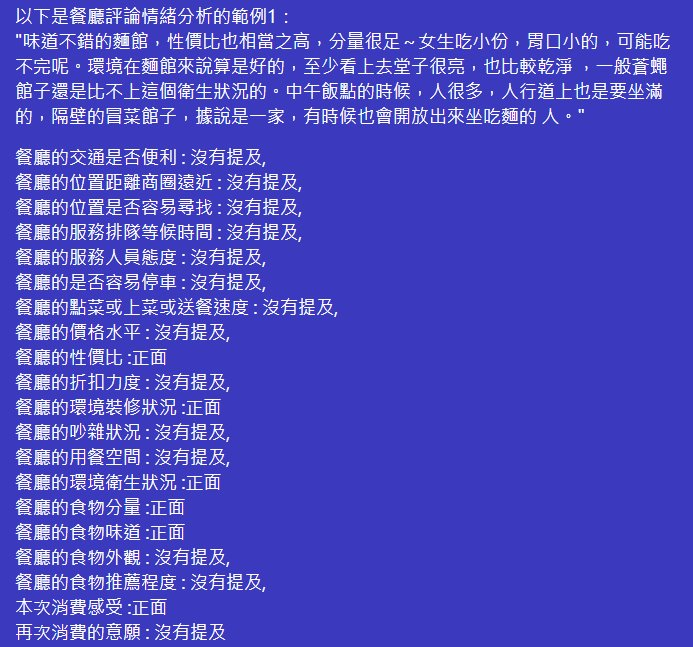 以下是餐廳評論情緒分析的範例1：
"味道不錯的麵館，性價比也相當之高，分量很足～女生吃小份，胃口小的，可能吃
不完呢。環境在麵館來說算是好的，至少看上去堂子很亮，也比較乾淨 ，一般蒼蠅
館子還是比不上這個衛生狀況的。中午飯點的時候，人很多，人行道上也是要坐滿
的，隔壁的冒菜館子，據說是一家，有時候也會開放出來坐吃麵的 人。"
餐廳的交通是否便利 : 沒有提及,
餐廳的位置距離商圈遠近 : 沒有提及,
餐廳的位置是否容易尋找 : 沒有提及,
餐廳的服務排隊等候時間 : 沒有提及,
餐廳的服務人員態度 : 沒有提及,
餐廳的是否容易停車 : 沒有提及,
餐廳的點菜或上菜或送餐速度 : 沒有提及,
餐廳的價格水平 : 沒有提及,
餐廳的性價比 :正面
餐廳的折扣力度 : 沒有提及,
餐廳的環境裝修狀況 :正面
餐廳的吵雜狀況 : 沒有提及,
餐廳的用餐空間 : 沒有提及,
餐廳的環境衛生狀況 :正面
餐廳的食物分量 :正面
餐廳的食物味道 :正面
餐廳的食物外觀 : 沒有提及,
餐廳的食物推薦程度 : 沒有提及,
本次消費感受 :正面
再次消費的意願 : 沒有提及